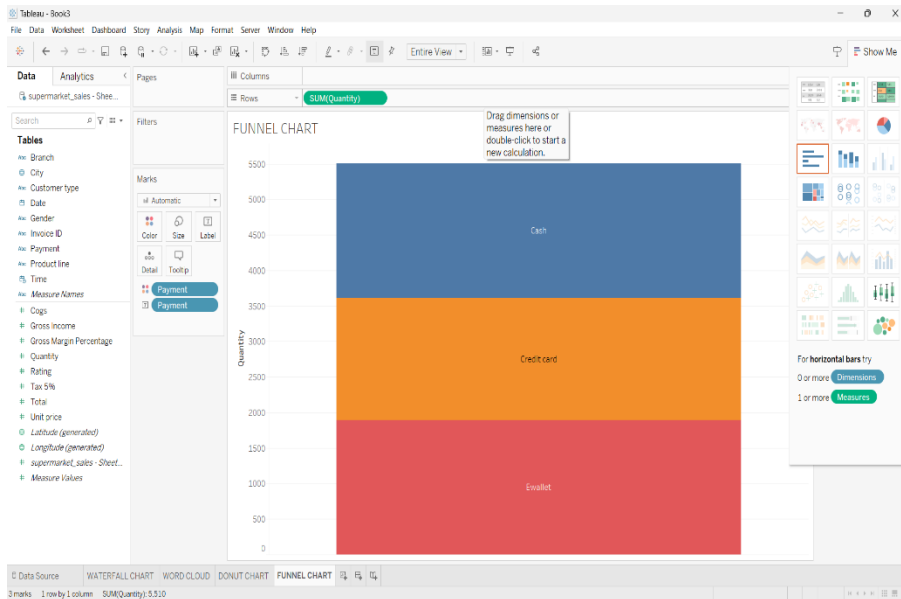 Tableau - Book3
File Data Worksheet Dashboard Story Analysis Map Format Server Window Help
Entire View
Show Me
Data Analytics
Pages
Columns
supermarket_sales - Shee...
Rows
SUM(Quantity)
Search
Filters
Drag dimensions or
measures here or
double-click to start a
new calculation.
FUNNEL CHART
Tables
Abc Branch
City
Abc Customer type
Date
Abc Gender
Abc Invoice ID
Abc Payment
Abc Product line
Time
Abc Measure Names
# Cogs
# Gross Income
# Gross Margin Percentage
# Quantity
# Rating
# Tax 5%
# Total
# Unit price
Latitude (generated)
Longitude (generated)
# supermarket_sales - Sheet...
# Measure Values
Marks
Automatic
Color Size Label
Detail Tooltip
Payment
Payment
Quantity
5500
5000
4500
4000
3500
3000
2500
2000
1500
1000
500
0
Cash
Credit card
Ewallet
For horizontal bars try
0 or more Dimensions
1 or more Measures
Data Source WATERFALL CHART WORD CLOUD DONUT CHART FUNNEL CHART
3 marks 1 row by 1 column SUM(Quantity): 5,510